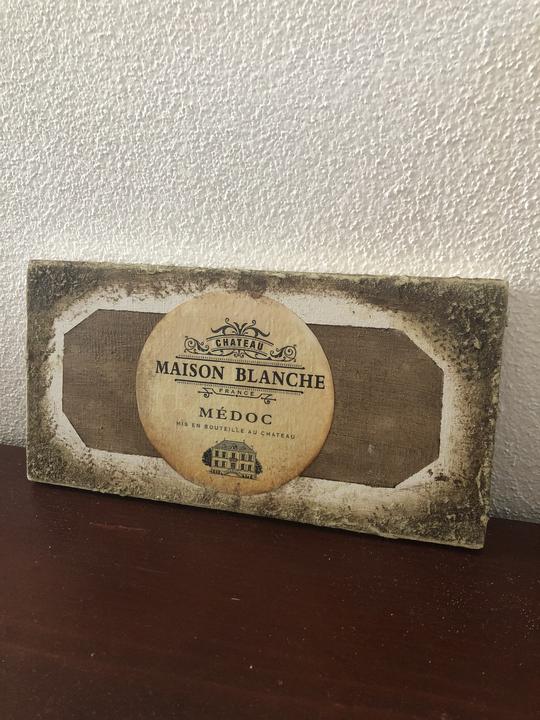 CHATEAU
MAISON BLANCHE
FRANCE
MÉDOC
MIS EN BOUTEILLE AU CHATEAU